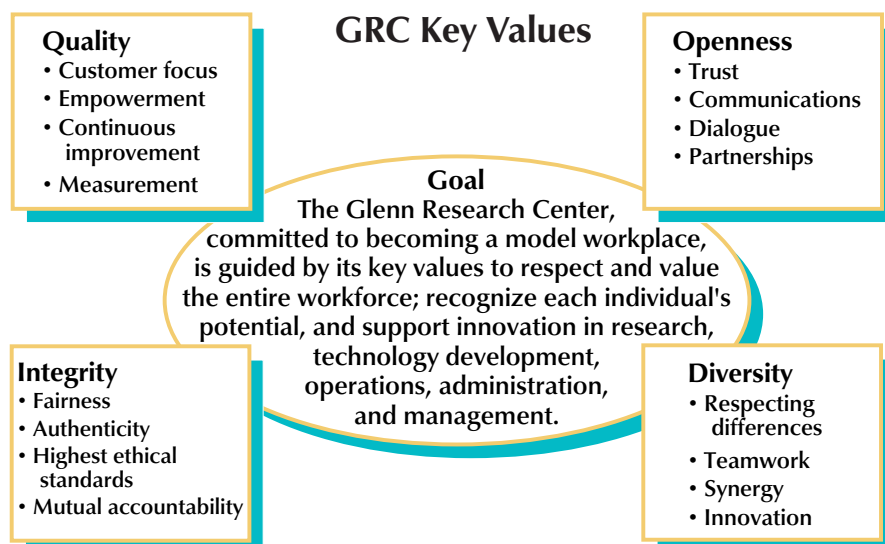 GRC Key Values
Quality
• Customer focus
• Empowerment
• Continuous
improvement
• Measurement
Openness
• Trust
• Communications
• Dialogue
• Partnerships
Goal
The Glenn Research Center,
committed to becoming a model workplace,
is guided by its key values to respect and value
the entire workforce; recognize each individual's
potential, and support innovation in research,
technology development,
operations, administration,
and management.
Integrity
• Fairness
• Authenticity
• Highest ethical
standards
• Mutual accountability
Diversity
• Respecting
differences
• Teamwork
• Synergy
• Innovation